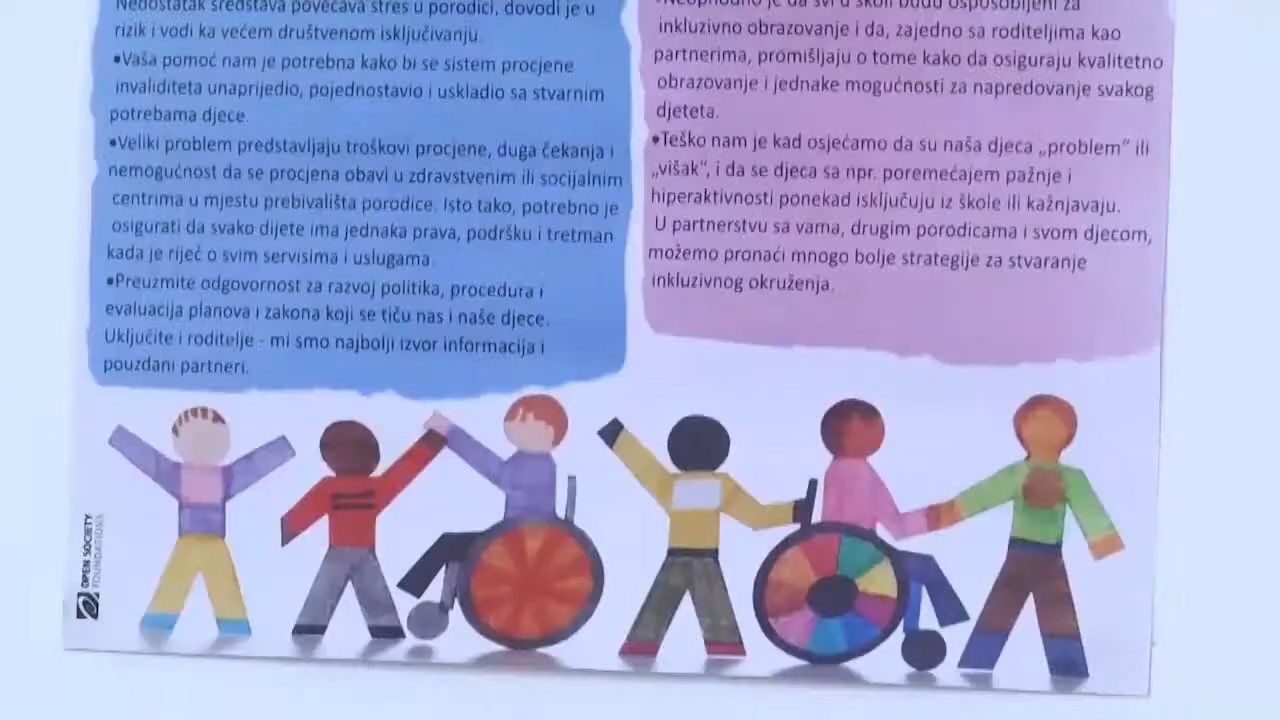 Nedostatak sredstava povećava stres u porodici, dovodi je u
rizik i vodi ka većem društvenom isključivanju.
•Vaša pomoć nam je potrebna kako bi se sistem procjene
invaliditeta unaprijedio, pojednostavio i uskladio sa stvarnim
potrebama djece.
•Veliki problem predstavljaju troškovi procjene, duga čekanja i
nemogućnost da se procjena obavi u zdravstvenim ili socijalnim
centrima u mjestu prebivališta porodice. Isto tako, potrebno je
osigurati da svako dijete ima jednaka prava, podršku i tretman
kada je riječ o svim servisima i uslugama.
•Preuzmite odgovornost za razvoj politika, procedura i
evaluacija planova i zakona koji se tiču nas i naše djece.
Uključite i roditelje - mi smo najbolji izvor informacija i
pouzdani partneri.
•Neophodno je da svi u školi budu osposobljeni za
inkluzivno obrazovanje i da, zajedno sa roditeljima kao
partnerima, promišljaju o tome kako da osiguraju kvalitetno
obrazovanje i jednake mogućnosti za napredovanje svakog
djeteta.
•Teško nam je kad osjećamo da su naša djeca „problem“ ili
„višak“, i da se djeca sa npr. poremećajem pažnje i
hiperaktivnosti ponekad isključuju iz škole ili kažnjavaju.
U partnerstvu sa vama, drugim porodicama i svom djecom,
možemo pronaći mnogo bolje strategije za stvaranje
inkluzivnog okruženja.
OPEN SOCIETY
FOUNDATIONS